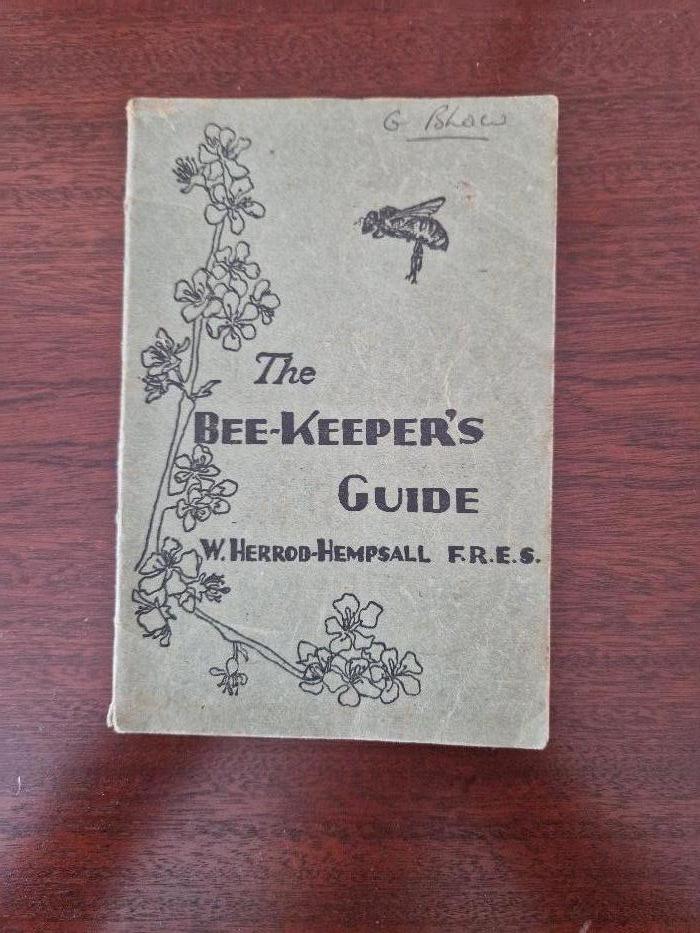 G Bhaw
The
BEE-KEEPER'S
GUIDE
W. HERROD-HEMPSALL F.R.E.S.